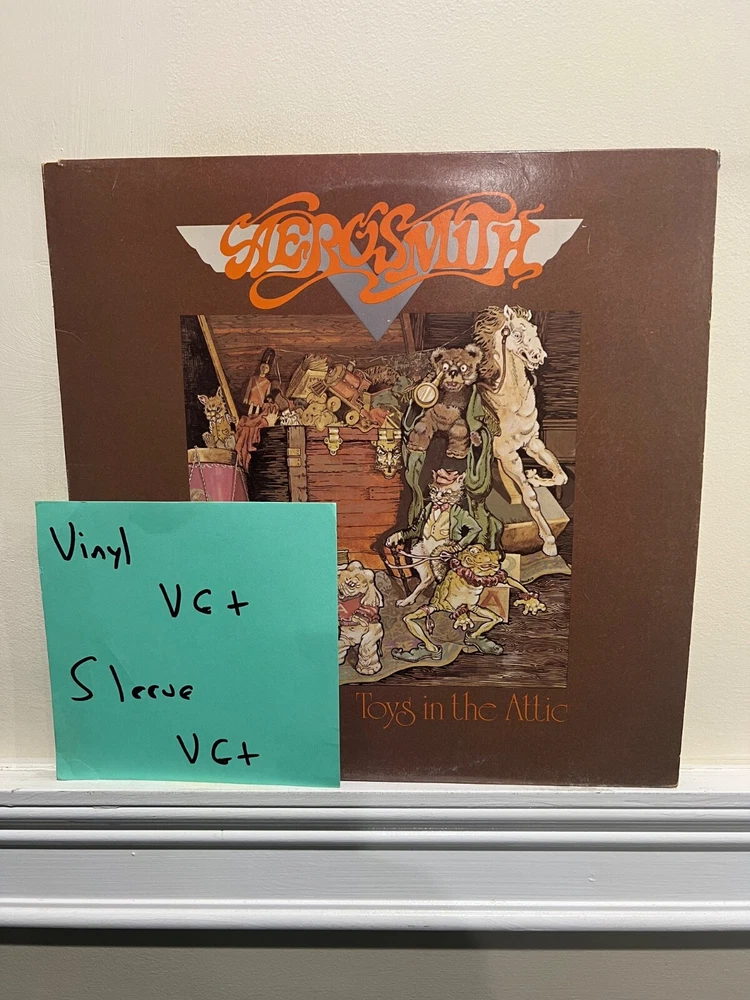 AEROSMITH
Vinyl
VG+
Sleeve
VG+
Toys in the Attic
A